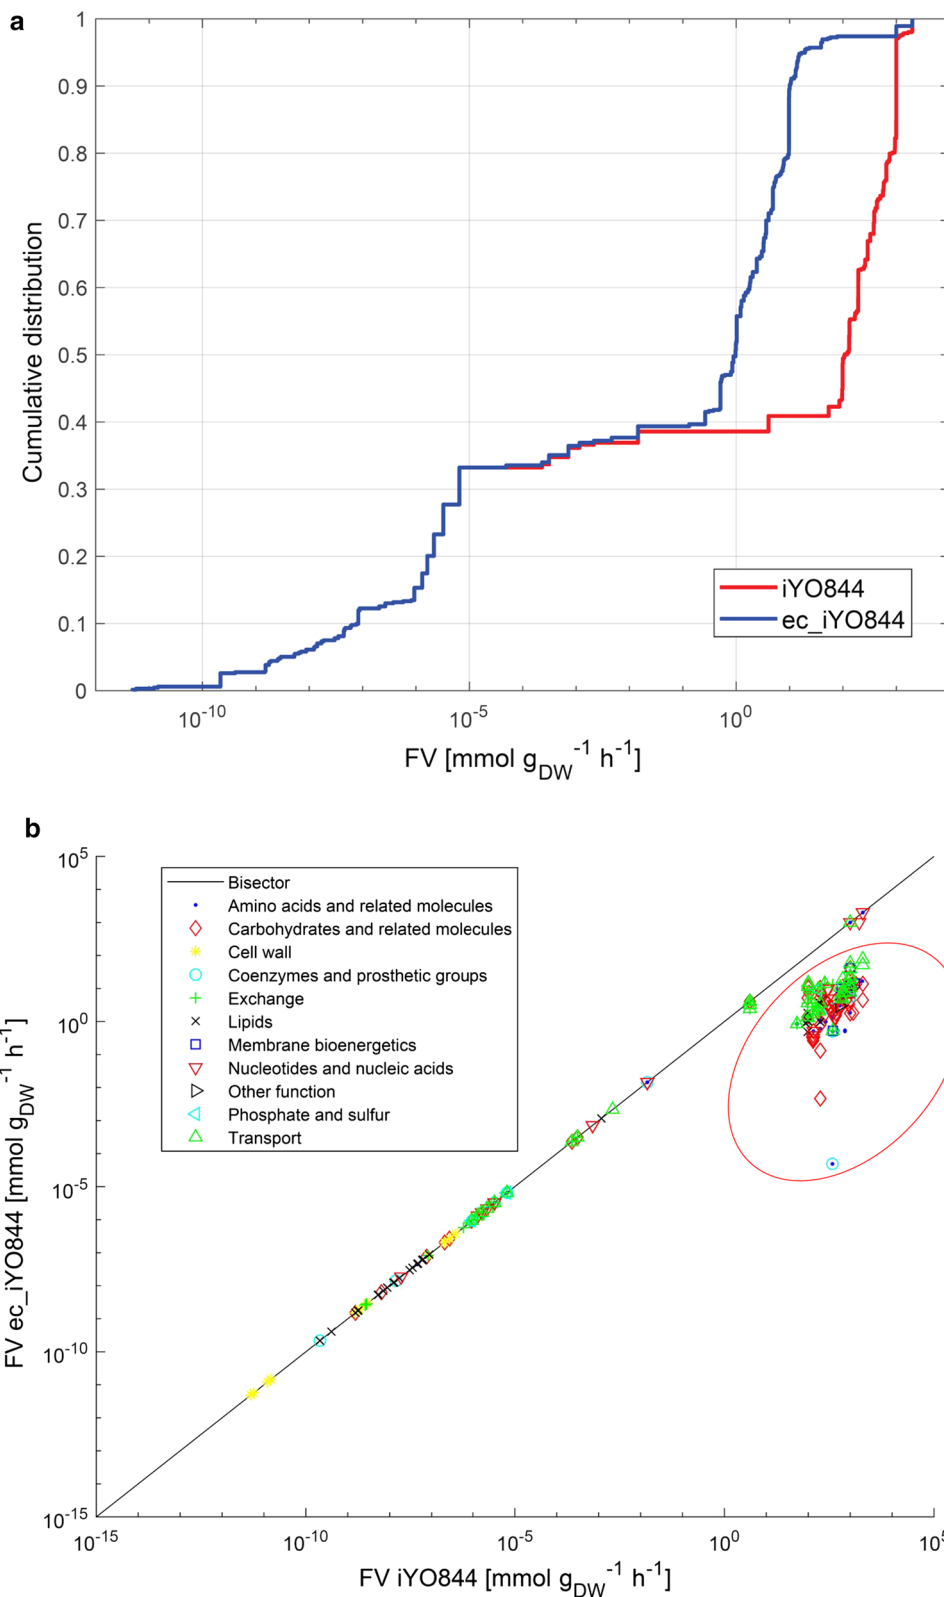 a
1
0.9
0.8
0.7
0.6
0.5
0.4
0.3
0.2
0.1
0
Cumulative distribution
iYO844
ec_iYO844
10⁻¹⁰ 10⁻⁵ 10⁰
FV [mmol g_DW⁻¹ h⁻¹]
b
10⁵
10⁰
10⁻⁵
10⁻¹⁰
10⁻¹⁵
FV ec_iYO844 [mmol g_DW⁻¹ h⁻¹]
Bisector
Amino acids and related molecules
Carbohydrates and related molecules
Cell wall
Coenzymes and prosthetic groups
Exchange
Lipids
Membrane bioenergetics
Nucleotides and nucleic acids
Other function
Phosphate and sulfur
Transport
10⁻¹⁵ 10⁻¹⁰ 10⁻⁵ 10⁰ 10⁵
FV iYO844 [mmol g_DW⁻¹ h⁻¹]